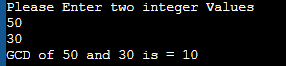 Please Enter two integer Values
50
30
GCD of 50 and 30 is = 10